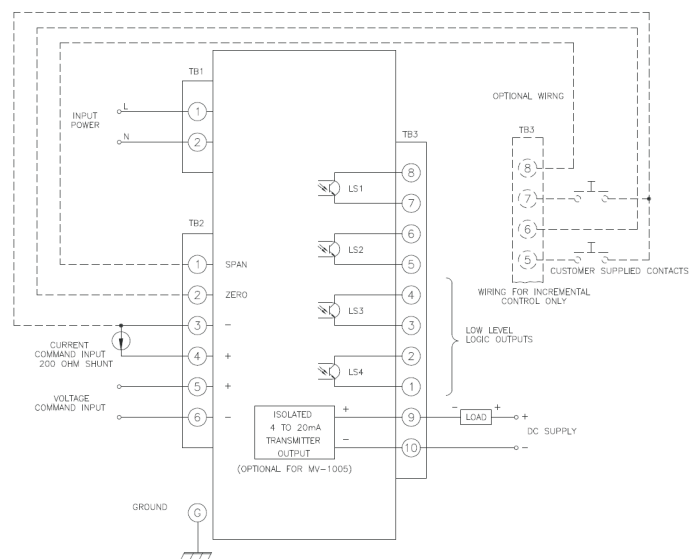 TB1
L
1
INPUT
POWER
N
2
TB2
1
SPAN
2
ZERO
3
−
CURRENT
COMMAND INPUT
200 OHM SHUNT
4
+
5
+
VOLTAGE
COMMAND INPUT
6
−
GROUND
G
TB3
8
LS1
7
6
LS2
5
4
LS3
3
2
LS4
1
LOW LEVEL
LOGIC OUTPUTS
ISOLATED
4 TO 20mA
TRANSMITTER
OUTPUT
(OPTIONAL FOR MV-1005)
+
9
−
LOAD
+
+
DC SUPPLY
−
10
−
OPTIONAL WIRNG
TB3
8
7
6
5
CUSTOMER SUPPLIED CONTACTS
WIRING FOR INCREMENTAL
CONTROL ONLY